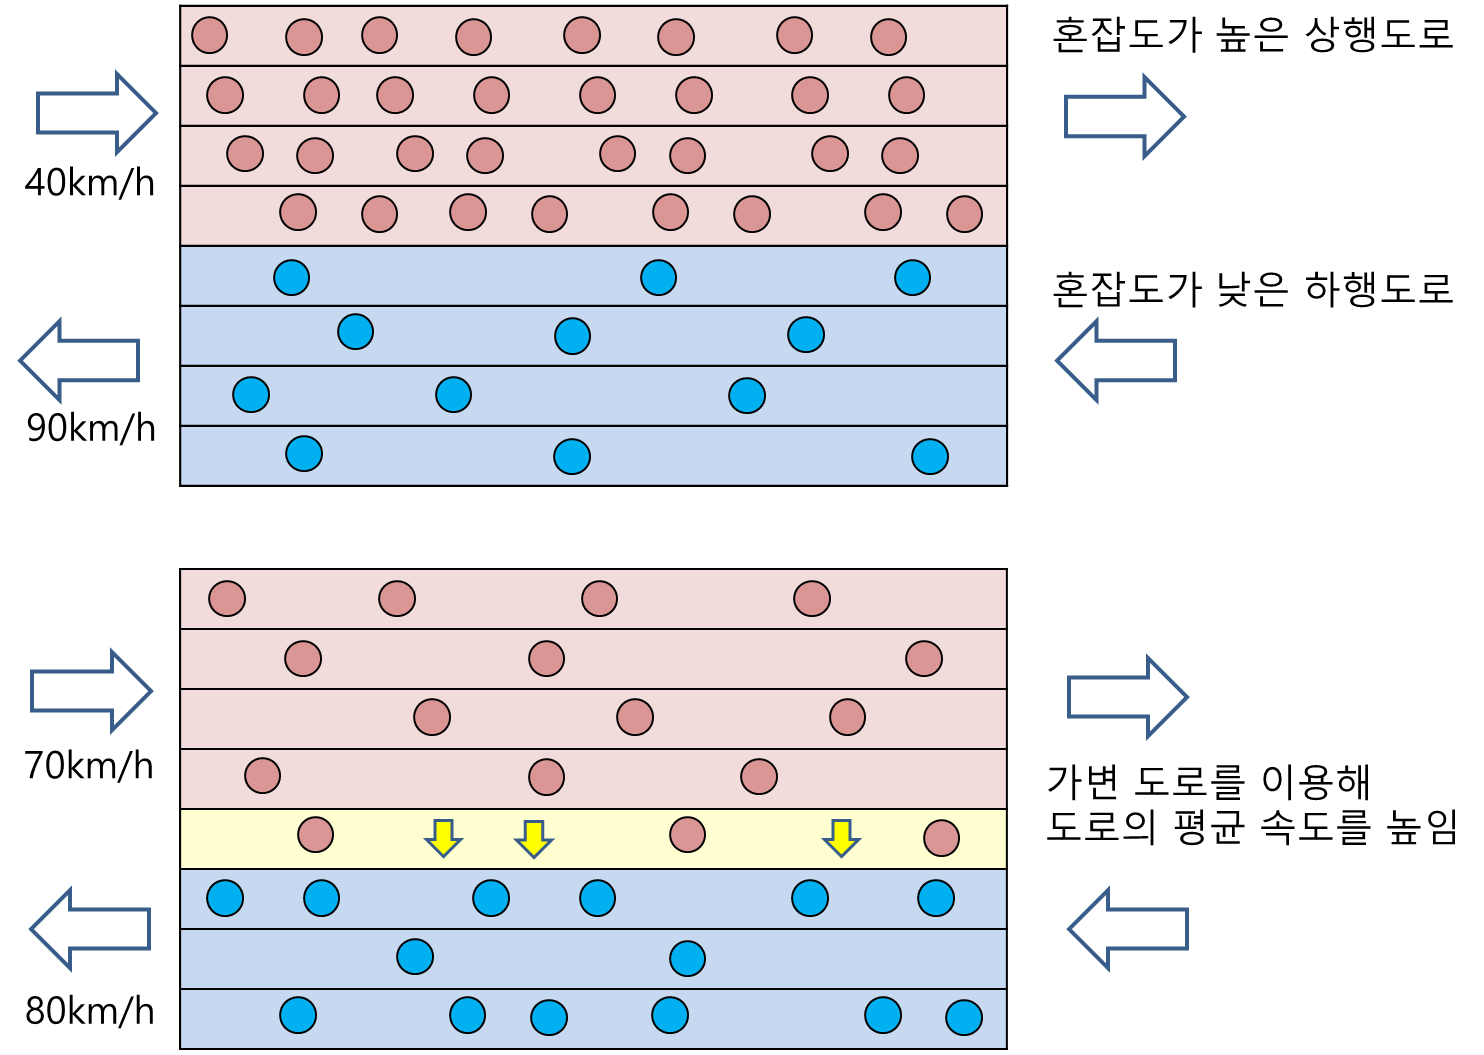 혼잡도가 높은 상행도로
40km/h
혼잡도가 낮은 하행도로
90km/h
70km/h
가변 도로를 이용해
도로의 평균 속도를 높임
80km/h